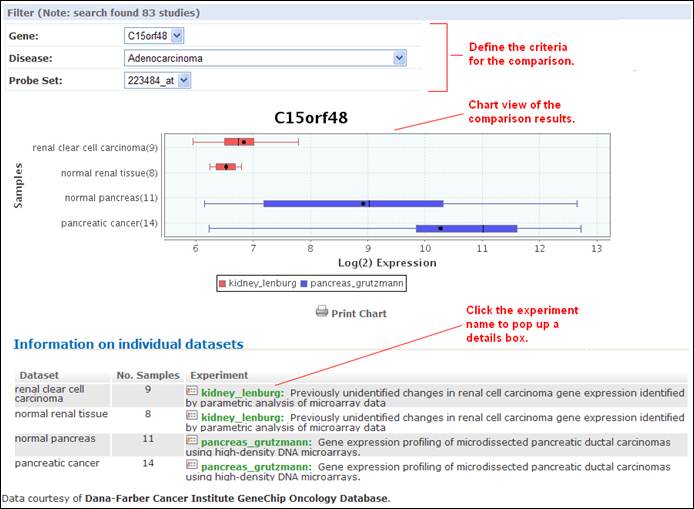 Filter (Note: search found 83 studies)
Gene:
C15orf48
Disease:
Adenocarcinoma
Probe Set:
223484_at
Define the criteria
for the comparison.
Chart view of the
comparison results.
C15orf48
Samples
renal clear cell carcinoma(9)
normal renal tissue(8)
normal pancreas(11)
pancreatic cancer(14)
6 7 8 9 10 11 12 13
Log(2) Expression
kidney_lenburg pancreas_grutzmann
Print Chart
Click the experiment
name to pop up a
details box.
Information on individual datasets
Dataset No. Samples Experiment
renal clear cell
carcinoma
9
kidney_lenburg: Previously unidentified changes in renal cell carcinoma gene expression identified
by parametric analysis of microarray data
normal renal tissue 8
kidney_lenburg: Previously unidentified changes in renal cell carcinoma gene expression identified
by parametric analysis of microarray data
normal pancreas 11
pancreas_grutzmann: Gene expression profiling of microdissected pancreatic ductal carcinomas
using high-density DNA microarrays.
pancreatic cancer 14
pancreas_grutzmann: Gene expression profiling of microdissected pancreatic ductal carcinomas
using high-density DNA microarrays.
Data courtesy of Dana-Farber Cancer Institute GeneChip Oncology Database.